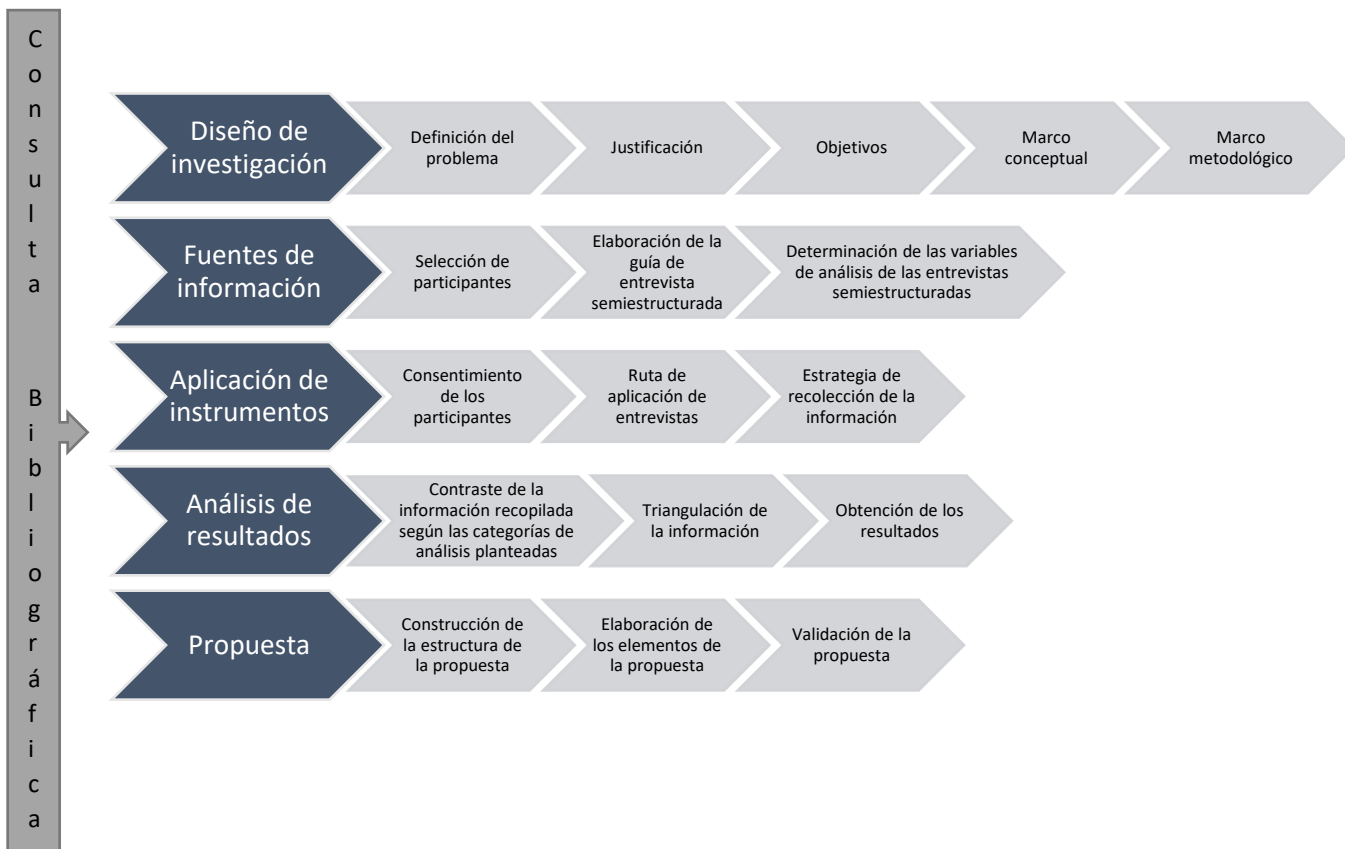 Consulta Bibliográfica
Diseño de
investigación
Definición del
problema
Justificación
Objetivos
Marco
conceptual
Marco
metodológico
Fuentes de
información
Selección de
participantes
Elaboración de la
guía de
entrevista
semiestructurada
Determinación de las variables
de análisis de las entrevistas
semiestructuradas
Aplicación de
instrumentos
Consentimiento
de los
participantes
Ruta de
aplicación de
entrevistas
Estrategia de
recolección de la
información
Análisis de
resultados
Contraste de la
información recopilada
según las categorías de
análisis planteadas
Triangulación de
la información
Obtención de los
resultados
Propuesta
Construcción de
la estructura de
la propuesta
Elaboración de
los elementos de
la propuesta
Validación de la
propuesta